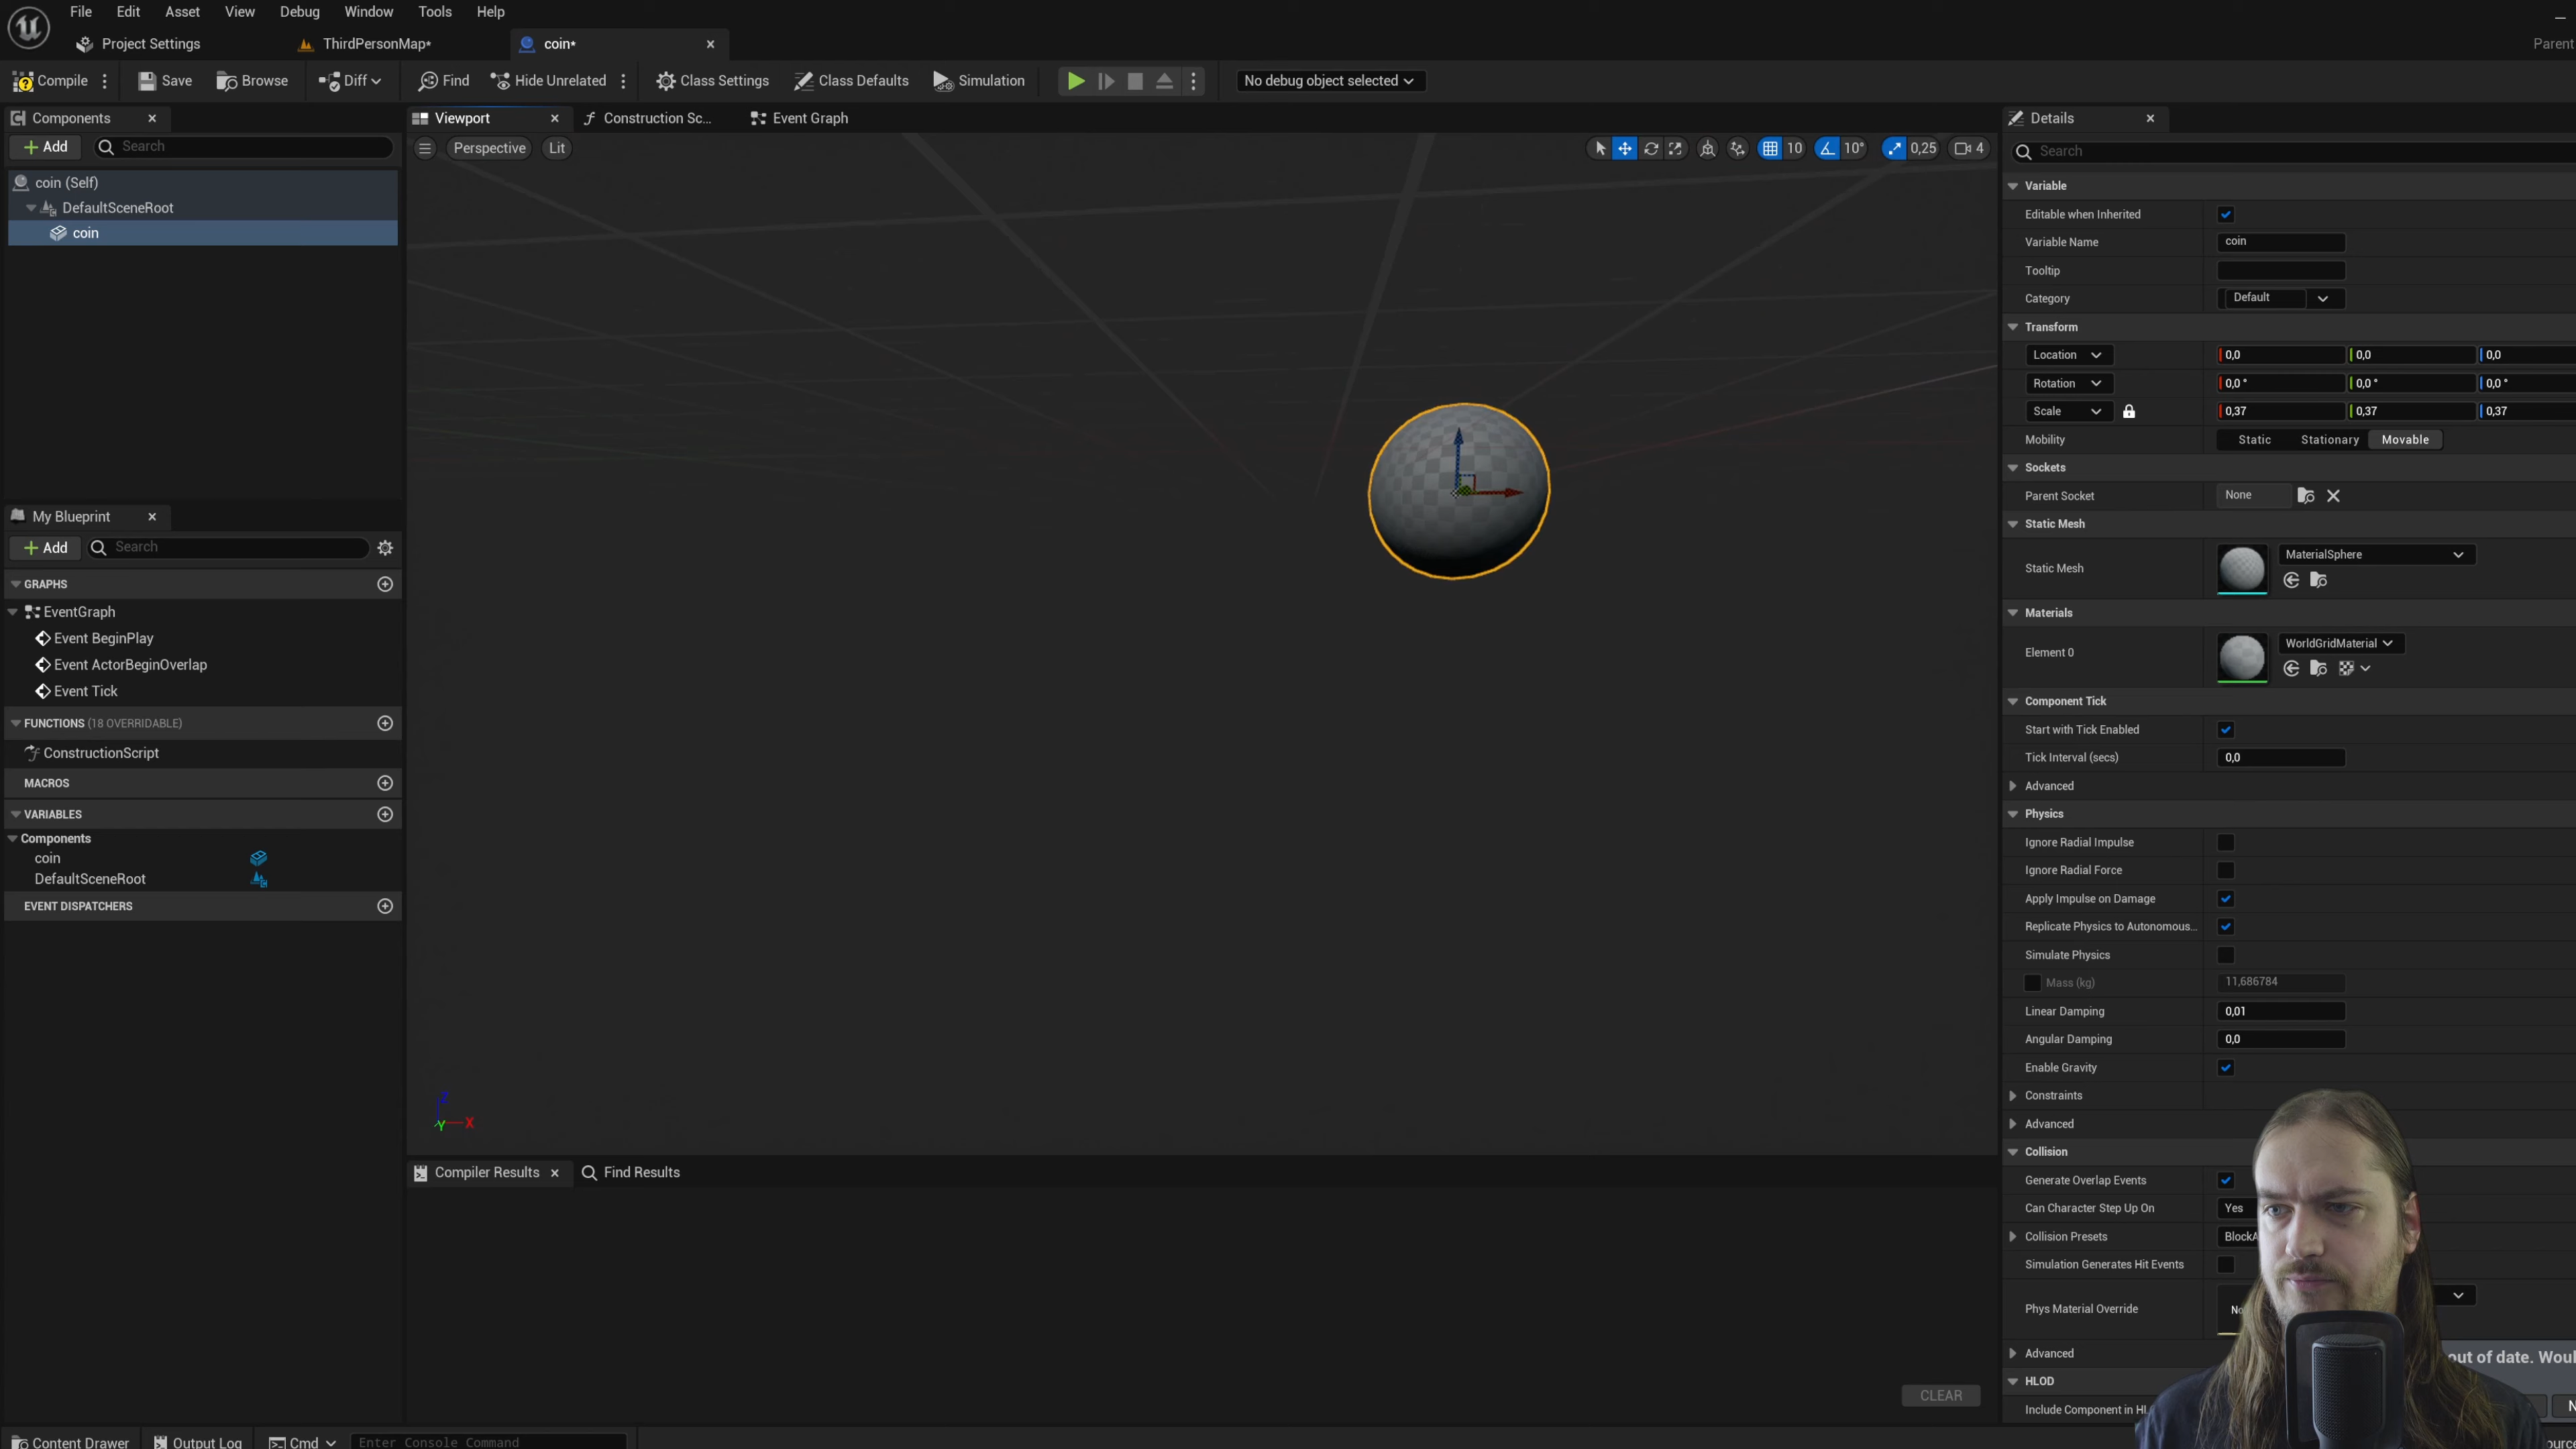 File Edit Asset View Debug Window Tools Help
Project Settings ThirdPersonMap* coin*
Parent
Compile Save Browse Diff Find Hide Unrelated Class Settings Class Defaults Simulation No debug object selected
Components
Add Search
coin (Self)
DefaultSceneRoot
coin
My Blueprint
Add Search
GRAPHS
EventGraph
Event BeginPlay
Event ActorBeginOverlap
Event Tick
FUNCTIONS (18 OVERRIDABLE)
ConstructionScript
MACROS
VARIABLES
Components
coin
DefaultSceneRoot
EVENT DISPATCHERS
Viewport Construction Sc... Event Graph
Perspective Lit 10 10° 0,25 4
Z
Y X
Compiler Results Find Results
CLEAR
Details
Search
Variable
Editable when Inherited
Variable Name coin
Tooltip
Category Default
Transform
Location 0,0 0,0 0,0
Rotation 0,0 ° 0,0 ° 0,0 °
Scale 0,37 0,37 0,37
Mobility Static Stationary Movable
Sockets
Parent Socket None
Static Mesh
Static Mesh MaterialSphere
Materials
Element 0 WorldGridMaterial
Component Tick
Start with Tick Enabled
Tick Interval (secs) 0,0
Advanced
Physics
Ignore Radial Impulse
Ignore Radial Force
Apply Impulse on Damage
Replicate Physics to Autonomous...
Simulate Physics
Mass (kg) 11,686784
Linear Damping 0,01
Angular Damping 0,0
Enable Gravity
Constraints
Advanced
Collision
Generate Overlap Events
Can Character Step Up On Yes
Collision Presets BlockA
Simulation Generates Hit Events
Phys Material Override No
Advanced
out of date. Woul
HLOD
Include Component in HL
N
Content Drawer Output Log Cmd Enter Console Command